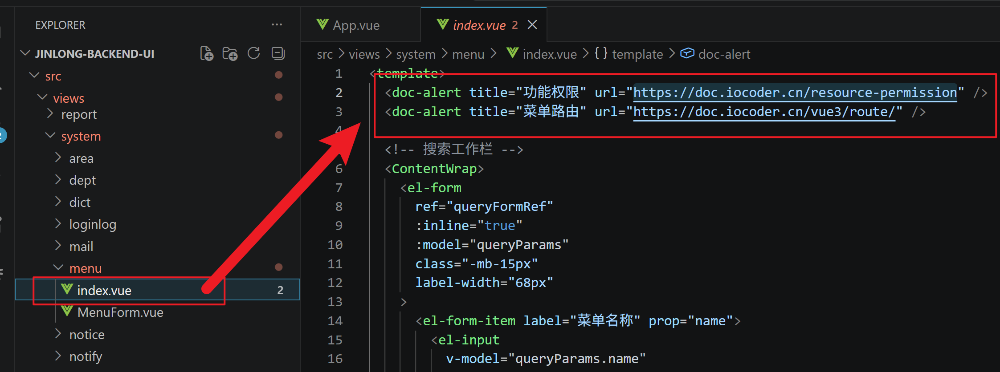 EXPLORER
JINLONG-BACKEND-UI
src
views
report
system
area
dept
dict
loginlog
mail
menu
index.vue 2
MenuForm.vue
notice
notify
App.vue
index.vue 2
src > views > system > menu > index.vue > {} template > doc-alert
1 <template>
2 <doc-alert title="功能权限" url="https://doc.iocoder.cn/resource-permission" />
3 <doc-alert title="菜单路由" url="https://doc.iocoder.cn/vue3/route/" />
4
<!-- 搜索工作栏 -->
6 <ContentWrap>
7 <el-form
8 ref="queryFormRef"
9 :inline="true"
10 :model="queryParams"
11 class="-mb-15px"
12 label-width="68px"
13 >
14 <el-form-item label="菜单名称" prop="name">
15 <el-input
16 v-model="queryParams.name"